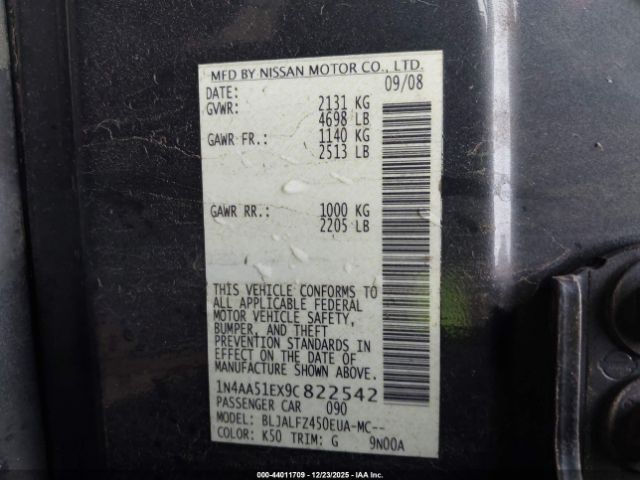 MFD BY NISSAN MOTOR CO., LTD.
DATE: 09/08
GVWR: 2131 KG
4698 LB
GAWR FR.: 1140 KG
2513 LB
GAWR RR.: 1000 KG
2205 LB
THIS VEHICLE CONFORMS TO
ALL APPLICABLE FEDERAL
MOTOR VEHICLE SAFETY,
BUMPER, AND THEFT
PREVENTION STANDARDS IN
EFFECT ON THE DATE OF
MANUFACTURE SHOWN ABOVE.
1N4AA51EX9C822542
PASSENGER CAR 090
MODEL: BLJALFZ450EUA-MC--
COLOR: K50 TRIM: G 9N00A
000-44011709 - 12/23/2025 - IAA Inc.